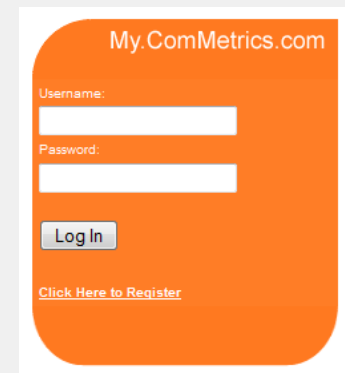 My.ComMetrics.com
Username:
Password:
Log In
Click Here to Register